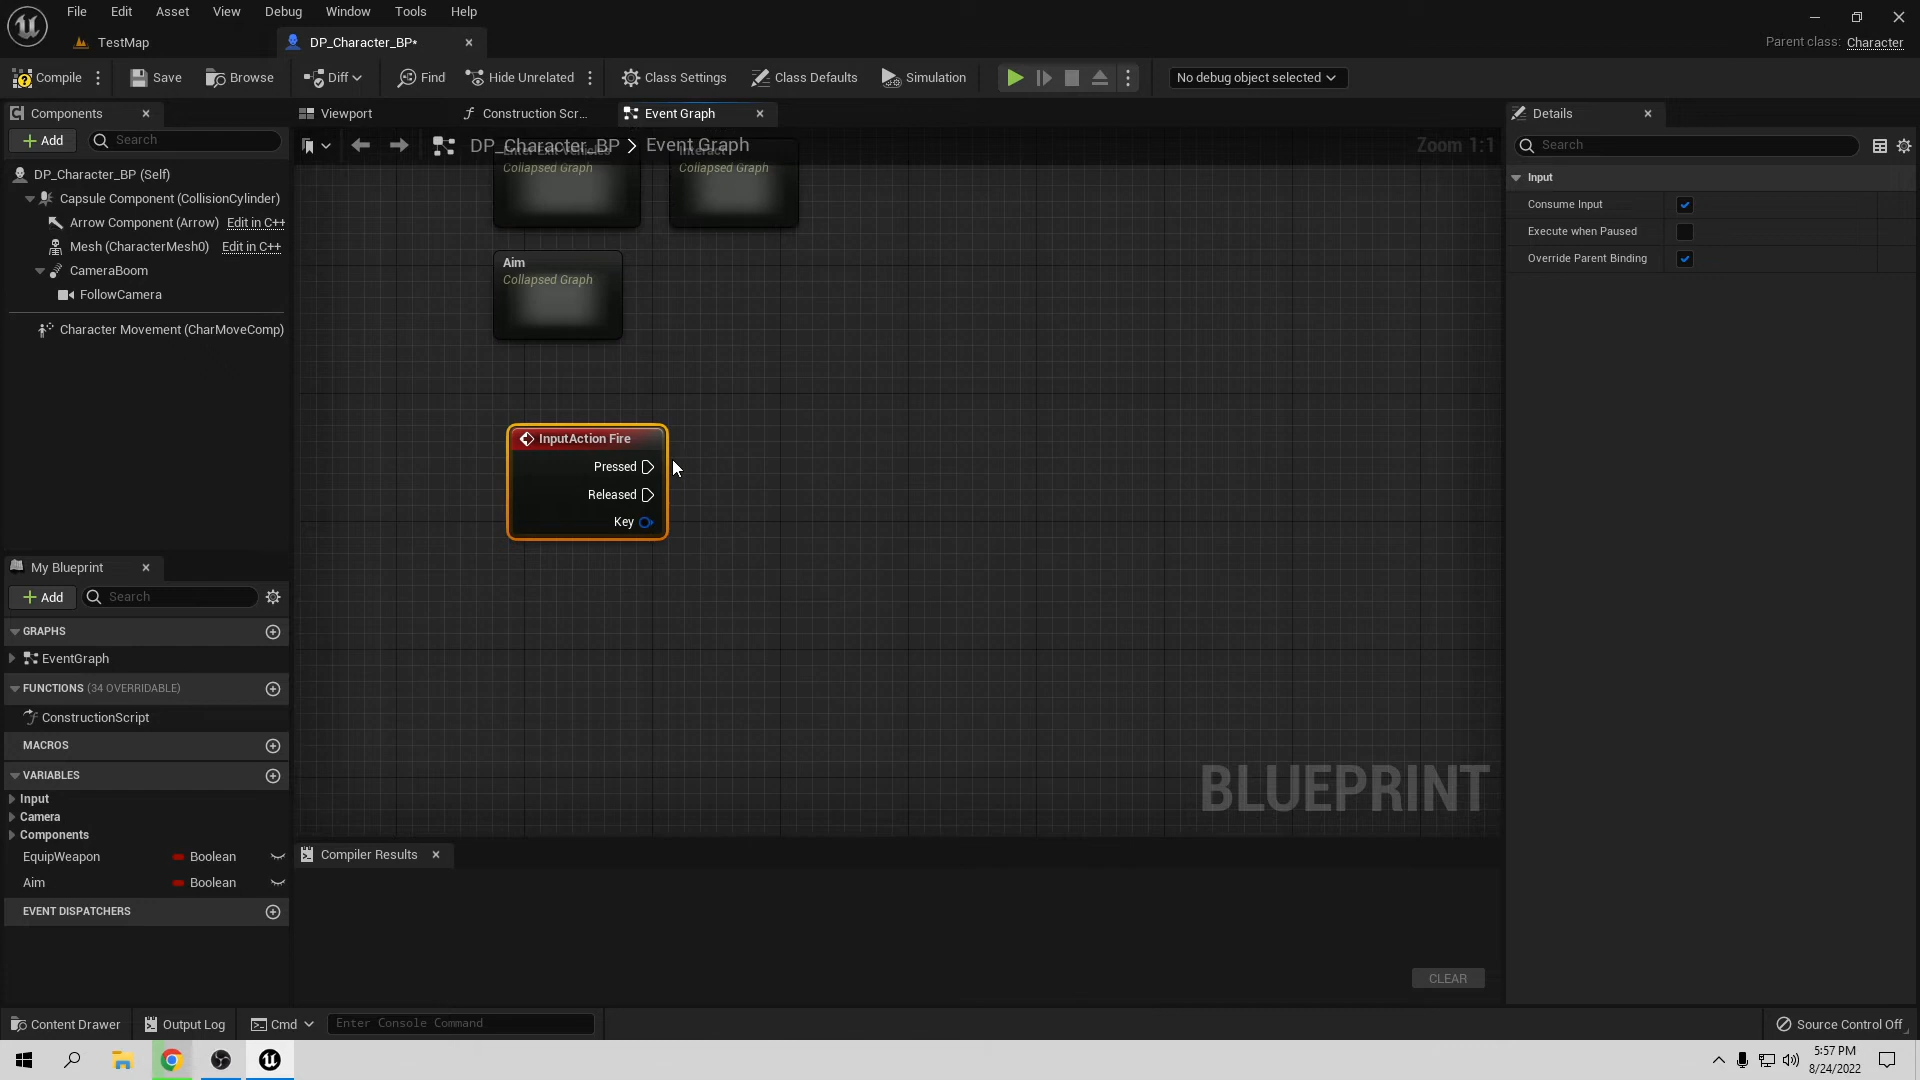 File Edit Asset View Debug Window Tools Help
TestMap
DP_Character_BP*
Parent class: Character
Compile
Save
Browse
Diff
Find
Hide Unrelated
Class Settings
Class Defaults
Simulation
No debug object selected
Components
Add
Search
DP_Character_BP (Self)
Capsule Component (CollisionCylinder)
Arrow Component (Arrow) Edit in C++
Mesh (CharacterMesh0) Edit in C++
CameraBoom
FollowCamera
Character Movement (CharMoveComp)
My Blueprint
Add
Search
GRAPHS
EventGraph
FUNCTIONS (34 OVERRIDABLE)
ConstructionScript
MACROS
VARIABLES
Input
Camera
Components
EquipWeapon Boolean
Aim Boolean
EVENT DISPATCHERS
Viewport
Construction Scr...
Event Graph
DP_Character_BP > Event Graph
Zoom 1:1
Collapsed Graph
Collapsed Graph
Aim
Collapsed Graph
InputAction Fire
Pressed
Released
Key
BLUEPRINT
Compiler Results
CLEAR
Details
Search
Input
Consume Input
Execute when Paused
Override Parent Binding
Content Drawer
Output Log
Cmd
Enter Console Command
Source Control Off
5:57 PM
8/24/2022